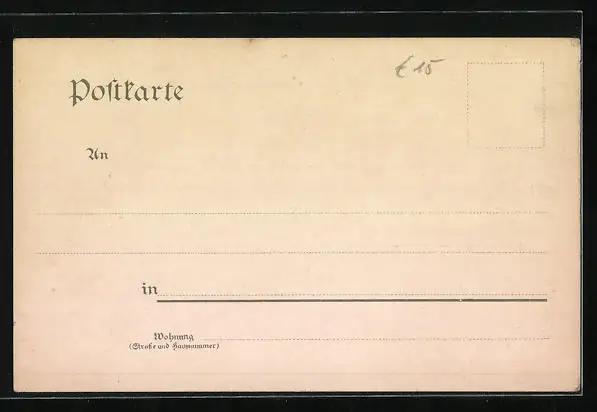 € 15
Postkarte
An
in
Wohnung
(Straße und Hausnummer)